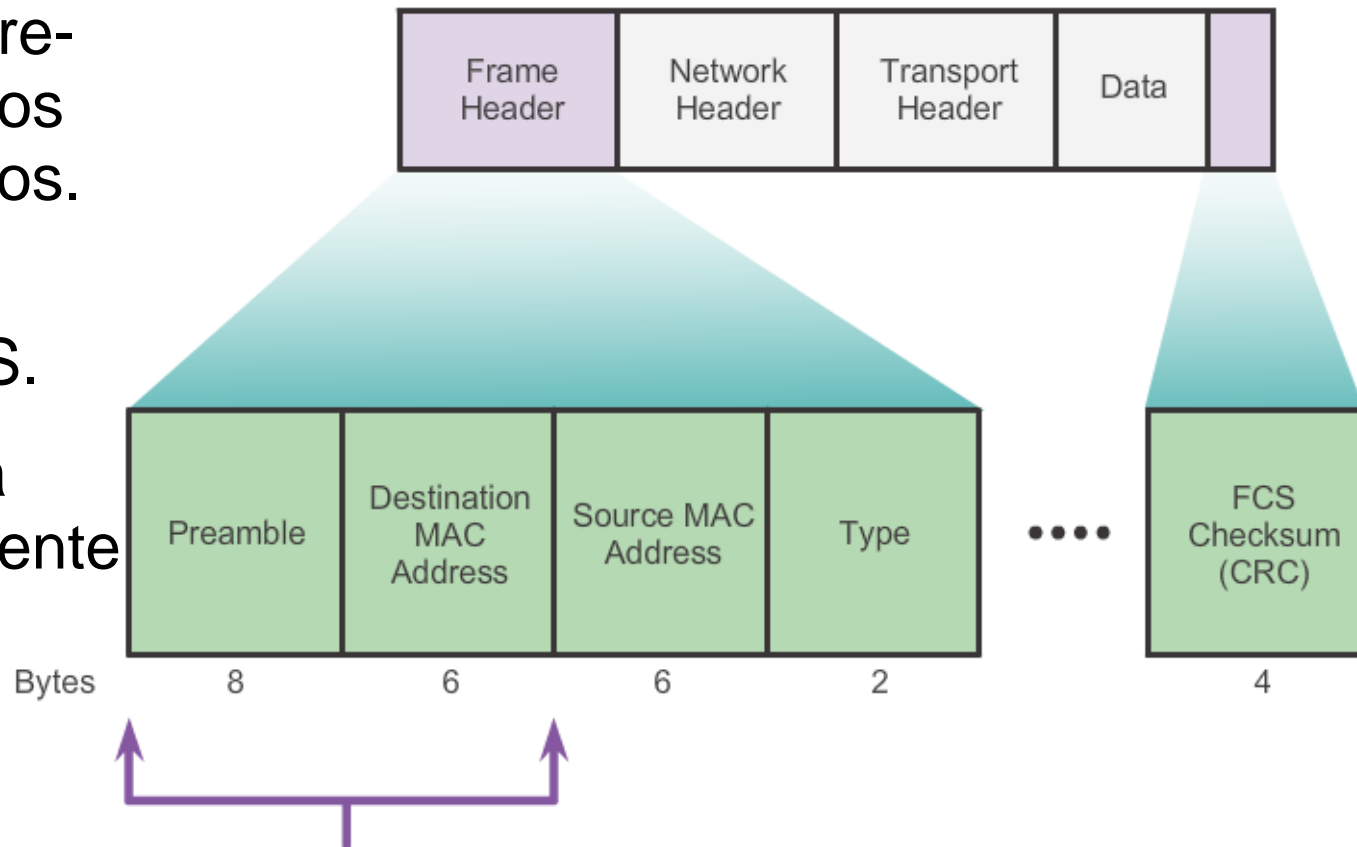 re-
os
os.
S.
a
ente
Frame
Header
Network
Header
Transport
Header
Data
Preamble
Destination
MAC
Address
Source MAC
Address
Type
••••
FCS
Checksum
(CRC)
Bytes 8 6 6 2 4